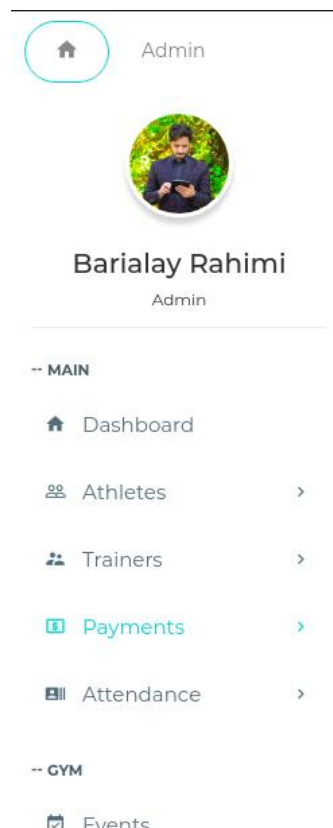 Admin
Barialay Rahimi
Admin
-- MAIN
Dashboard
Athletes
Trainers
Payments
Attendance
-- GYM
Events